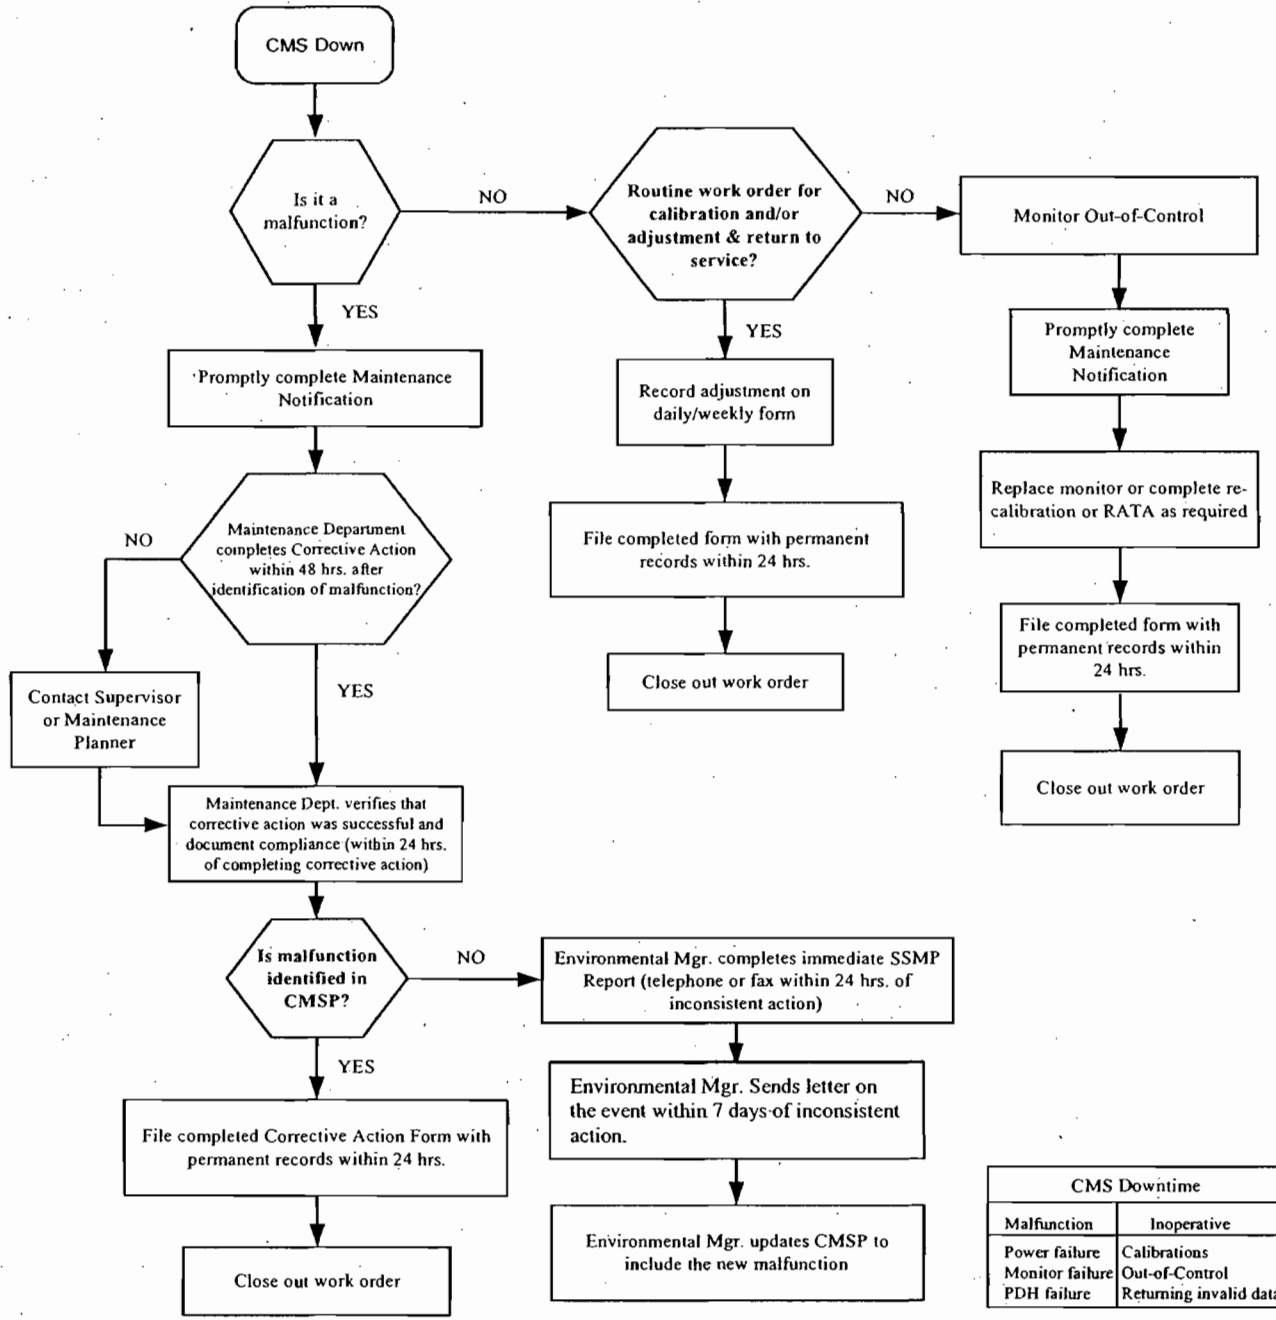 CMS Down
Is it a
malfunction?
NO
Routine work order for
calibration and/or
adjustment & return to
service?
NO
Monitor Out-of-Control
YES
Promptly complete Maintenance
Notification
YES
Record adjustment on
daily/weekly form
Promptly complete
Maintenance
Notification
Maintenance Department
completes Corrective Action
within 48 hrs. after
identification of malfunction?
NO
File completed form with permanent
records within 24 hrs.
Replace monitor or complete re-
calibration or RATA as required
YES
Contact Supervisor
or Maintenance
Planner
Close out work order
File completed form with
permanent records within
24 hrs.
Close out work order
Maintenance Dept. verifies that
corrective action was successful and
document compliance (within 24 hrs.
of completing corrective action)
Is malfunction
identified in
CMSP?
NO
Environmental Mgr. completes immediate SSMP
Report (telephone or fax within 24 hrs. of
inconsistent action)
YES
Environmental Mgr. Sends letter on
the event within 7 days of inconsistent
action.
File completed Corrective Action Form with
permanent records within 24 hrs.
Environmental Mgr. updates CMSP to
include the new malfunction
Close out work order
CMS Downtime
Malfunction Inoperative
Power failure Calibrations
Monitor failure Out-of-Control
PDH failure Returning invalid data